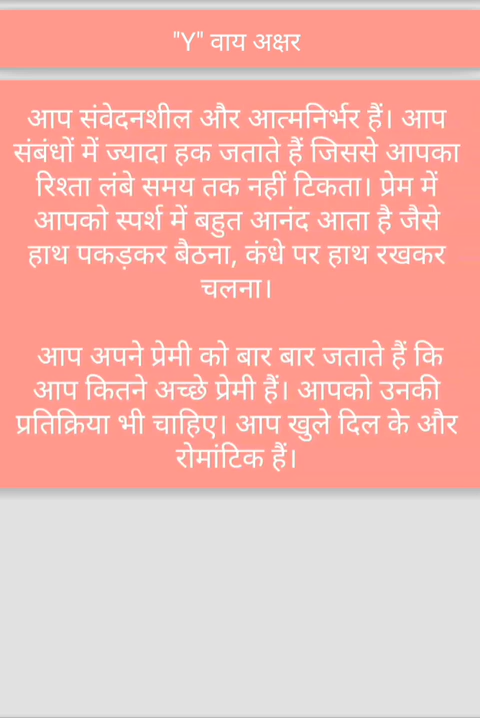 "Y" वाय अक्षर
आप संवेदनशील और आत्मनिर्भर हैं। आप
संबंधों में ज्यादा हक जताते हैं जिससे आपका
रिश्ता लंबे समय तक नहीं टिकता। प्रेम में
आपको स्पर्श में बहुत आनंद आता है जैसे
हाथ पकड़कर बैठना, कंधे पर हाथ रखकर
चलना।
आप अपने प्रेमी को बार बार जताते हैं कि
आप कितने अच्छे प्रेमी हैं। आपको उनकी
प्रतिक्रिया भी चाहिए। आप खुले दिल के और
रोमांटिक हैं।